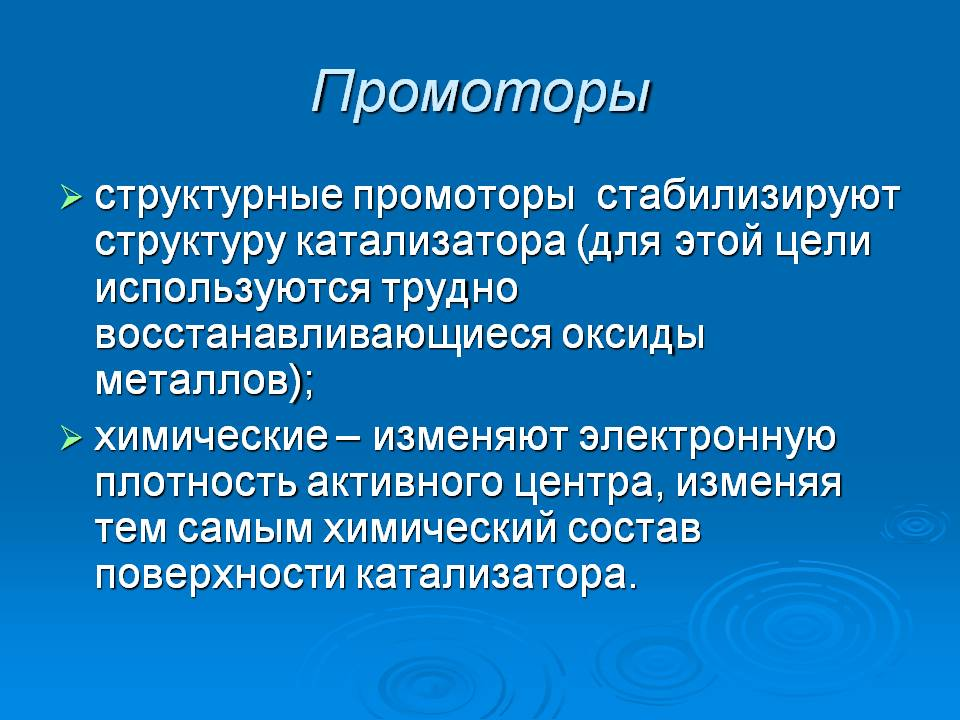 Промоторы
структурные промоторы стабилизируют
структуру катализатора (для этой цели
используются трудно
восстанавливающиеся оксиды
металлов);
химические – изменяют электронную
плотность активного центра, изменяя
тем самым химический состав
поверхности катализатора.